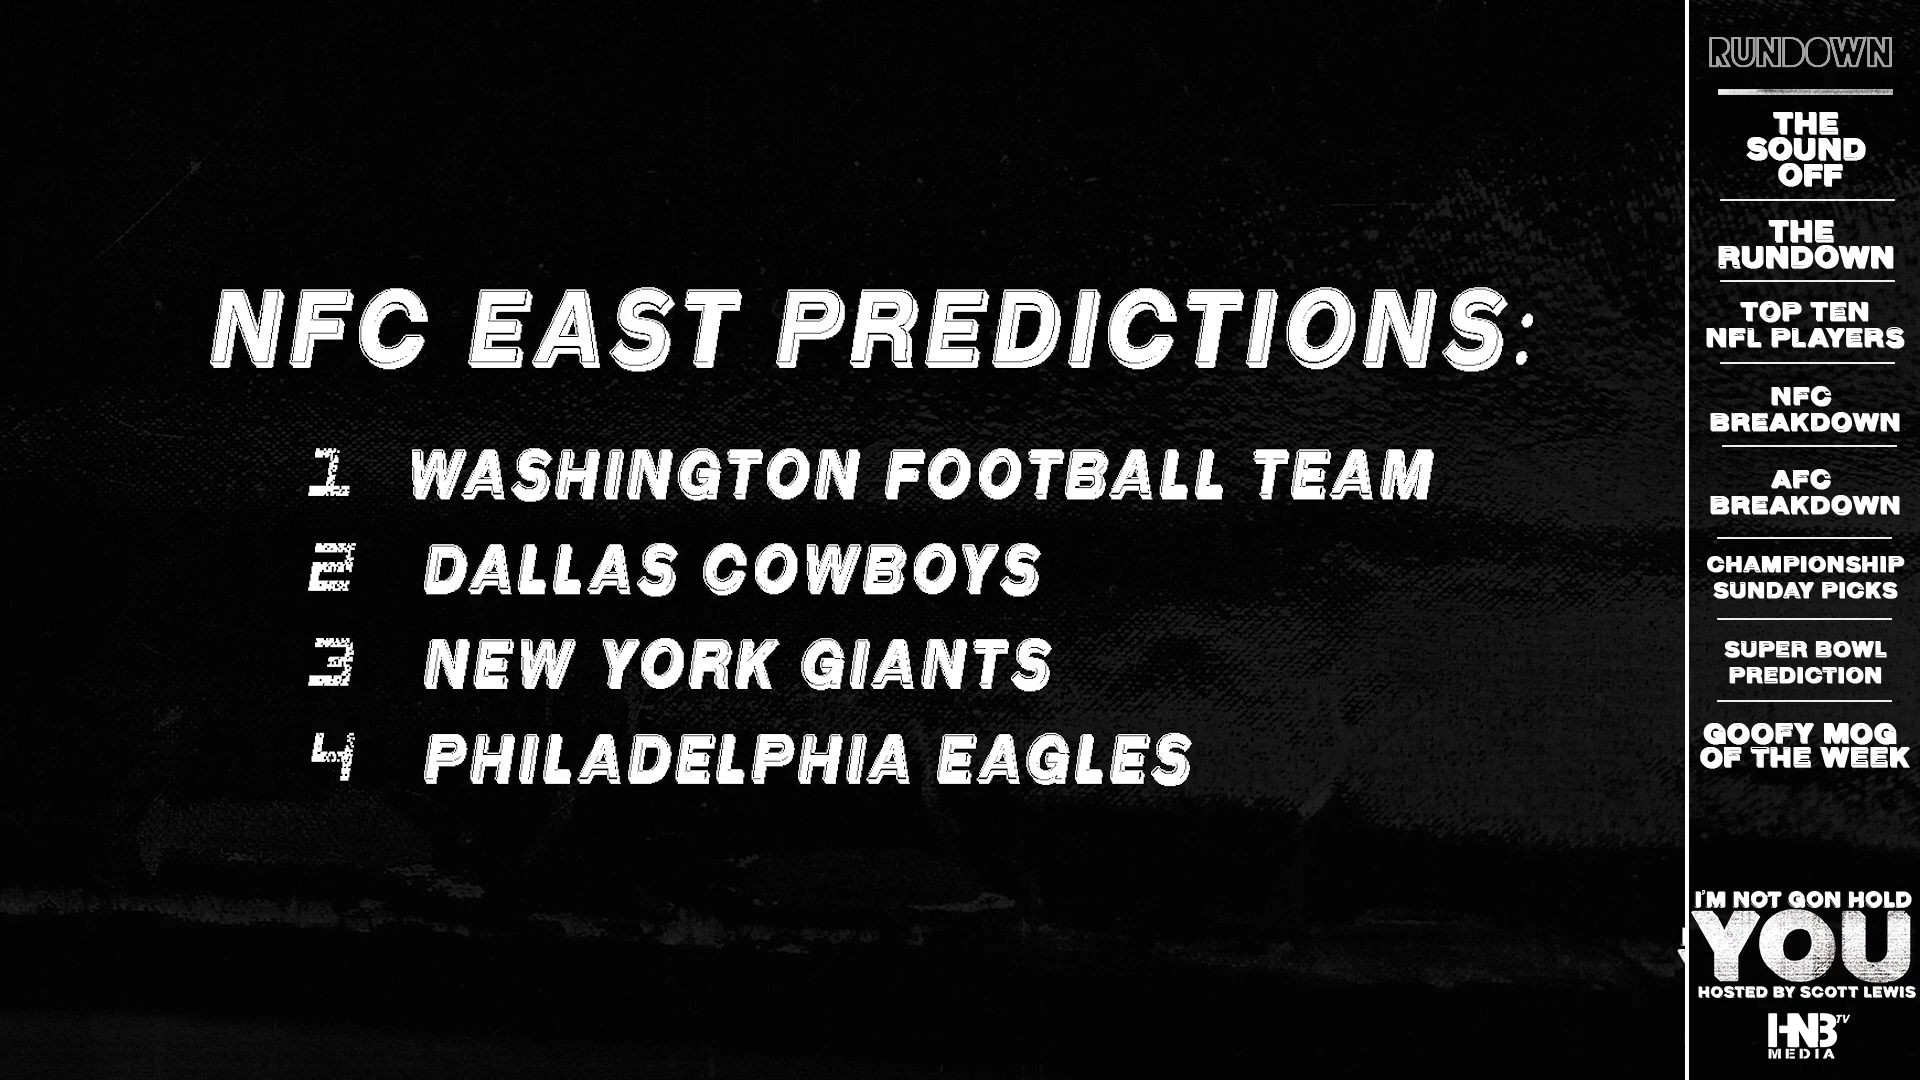 NFC EAST PREDICTIONS:
1 WASHINGTON FOOTBALL TEAM
2 DALLAS COWBOYS
3 NEW YORK GIANTS
4 PHILADELPHIA EAGLES
RUNDOWN
THE
SOUND
OFF
THE
RUNDOWN
TOP TEN
NFL PLAYERS
NFC
BREAKDOWN
AFC
BREAKDOWN
CHAMPIONSHIP
SUNDAY PICKS
SUPER BOWL
PREDICTION
GOOFY MOG
OF THE WEEK
I'M NOT GON HOLD
YOU
HOSTED BY SCOTT LEWIS
HNB TV
MEDIA